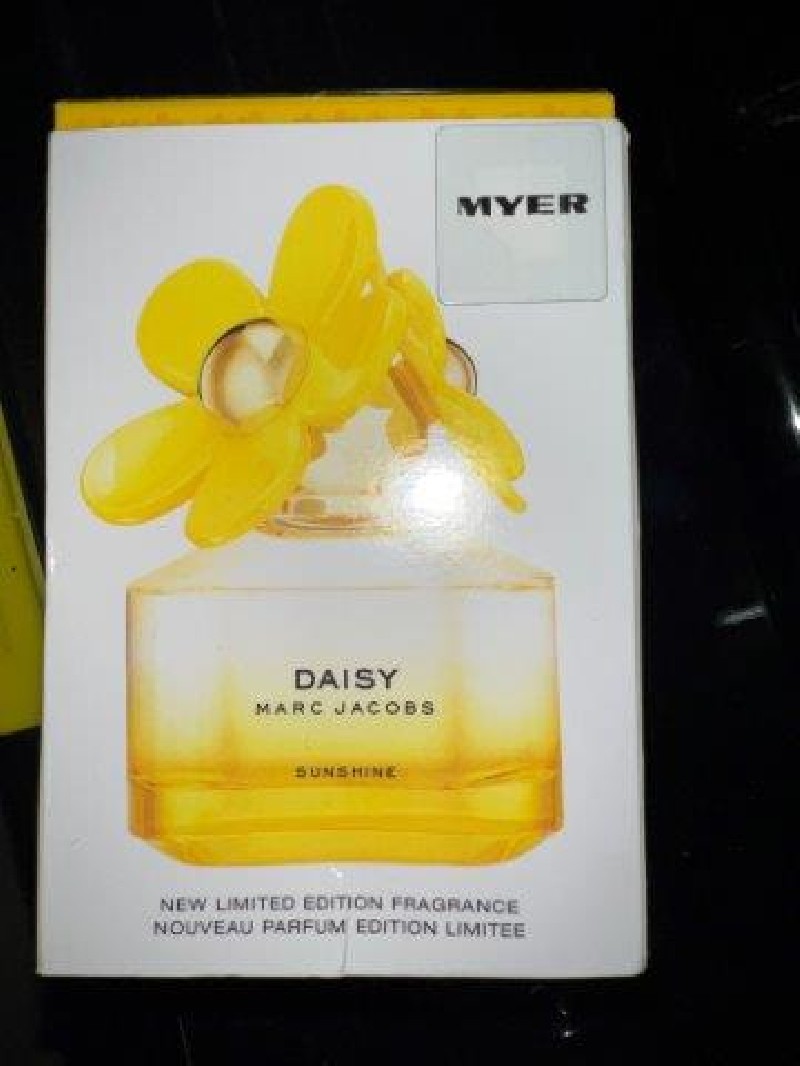 MYER
DAISY
MARC JACOBS
SUNSHINE
NEW LIMITED EDITION FRAGRANCE
NOUVEAU PARFUM EDITION LIMITEE